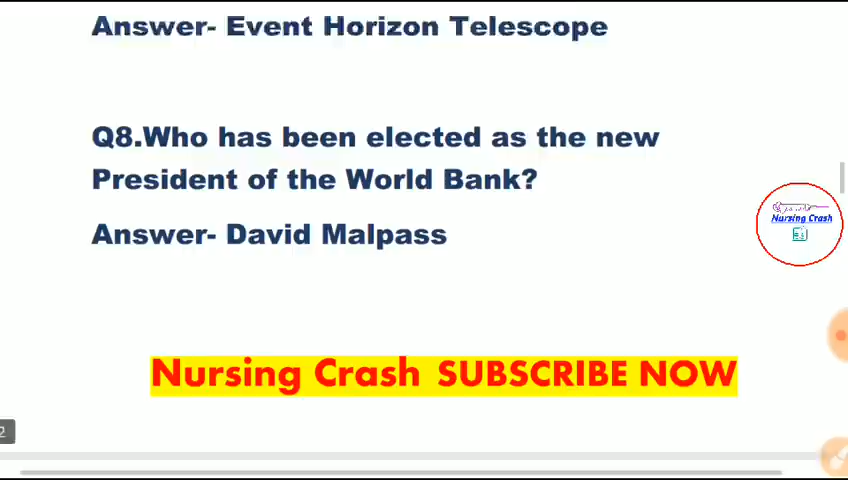 Answer- Event Horizon Telescope
Q8.Who has been elected as the new
President of the World Bank?
Answer- David Malpass
Nursing Crash
Nursing Crash SUBSCRIBE NOW
2